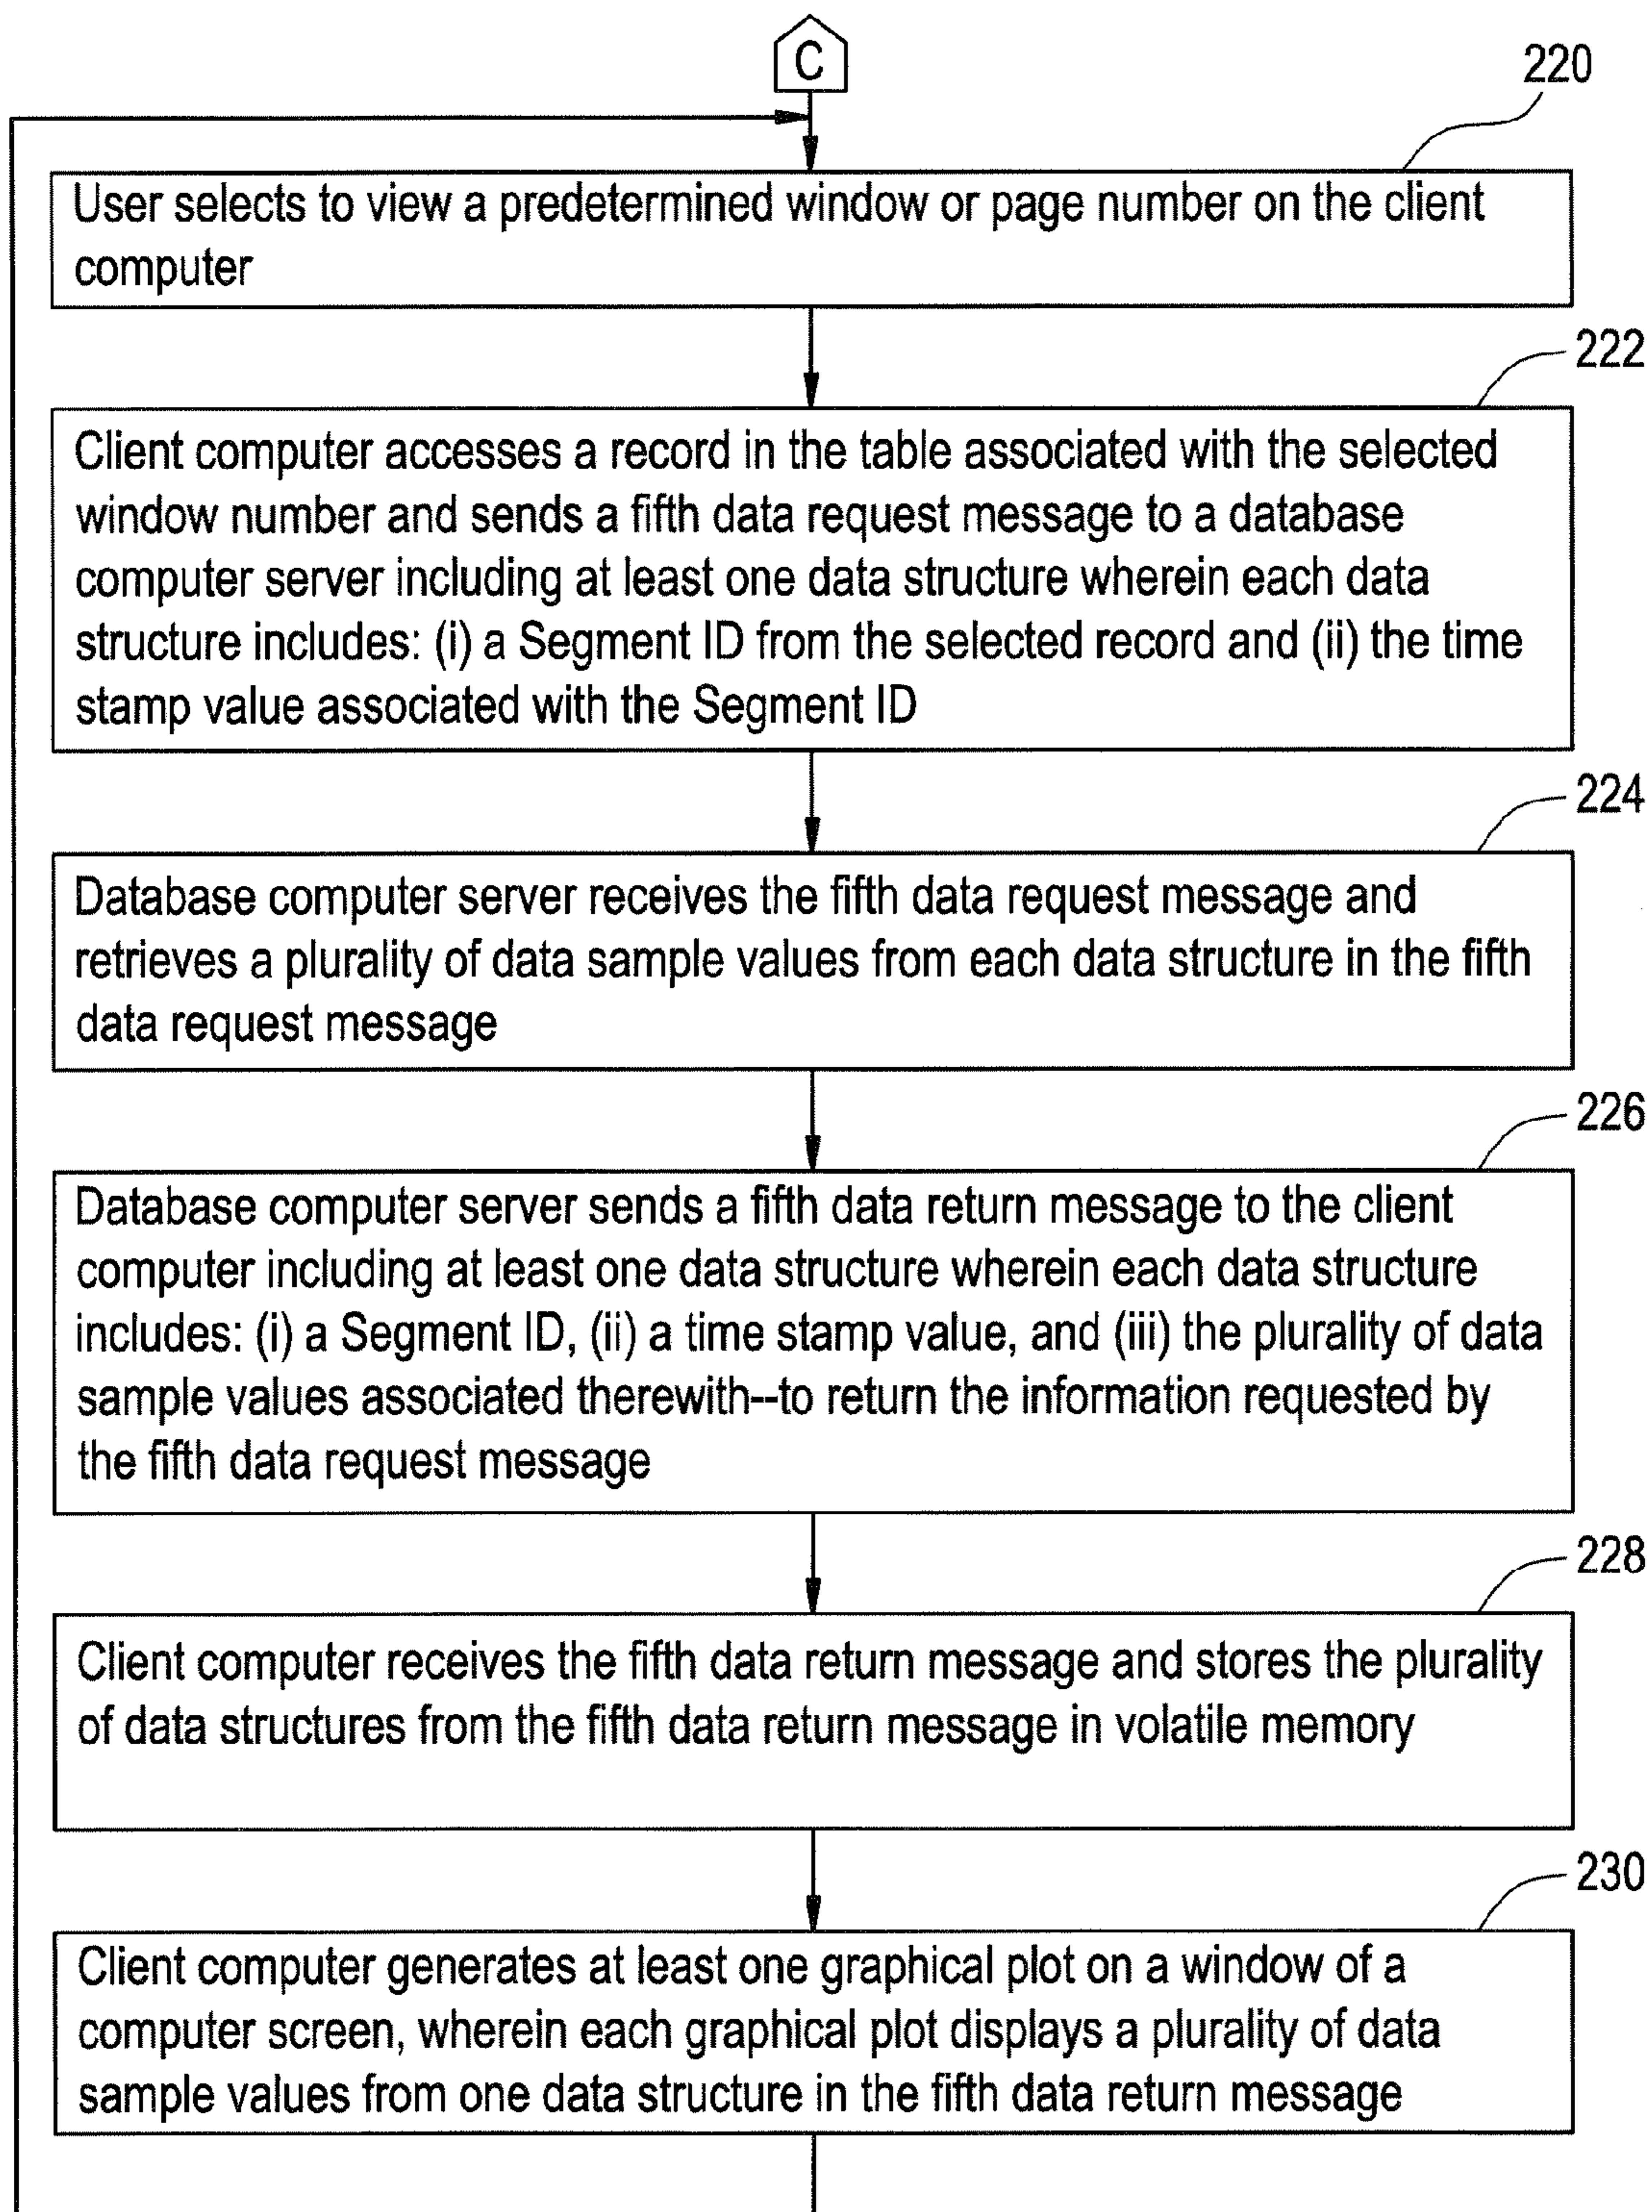 C
220
User selects to view a predetermined window or page number on the client
computer
222
Client computer accesses a record in the table associated with the selected
window number and sends a fifth data request message to a database
computer server including at least one data structure wherein each data
structure includes: (i) a Segment ID from the selected record and (ii) the time
stamp value associated with the Segment ID
224
Database computer server receives the fifth data request message and
retrieves a plurality of data sample values from each data structure in the fifth
data request message
226
Database computer server sends a fifth data return message to the client
computer including at least one data structure wherein each data structure
includes: (i) a Segment ID, (ii) a time stamp value, and (iii) the plurality of data
sample values associated therewith--to return the information requested by
the fifth data request message
228
Client computer receives the fifth data return message and stores the plurality
of data structures from the fifth data return message in volatile memory
230
Client computer generates at least one graphical plot on a window of a
computer screen, wherein each graphical plot displays a plurality of data
sample values from one data structure in the fifth data return message